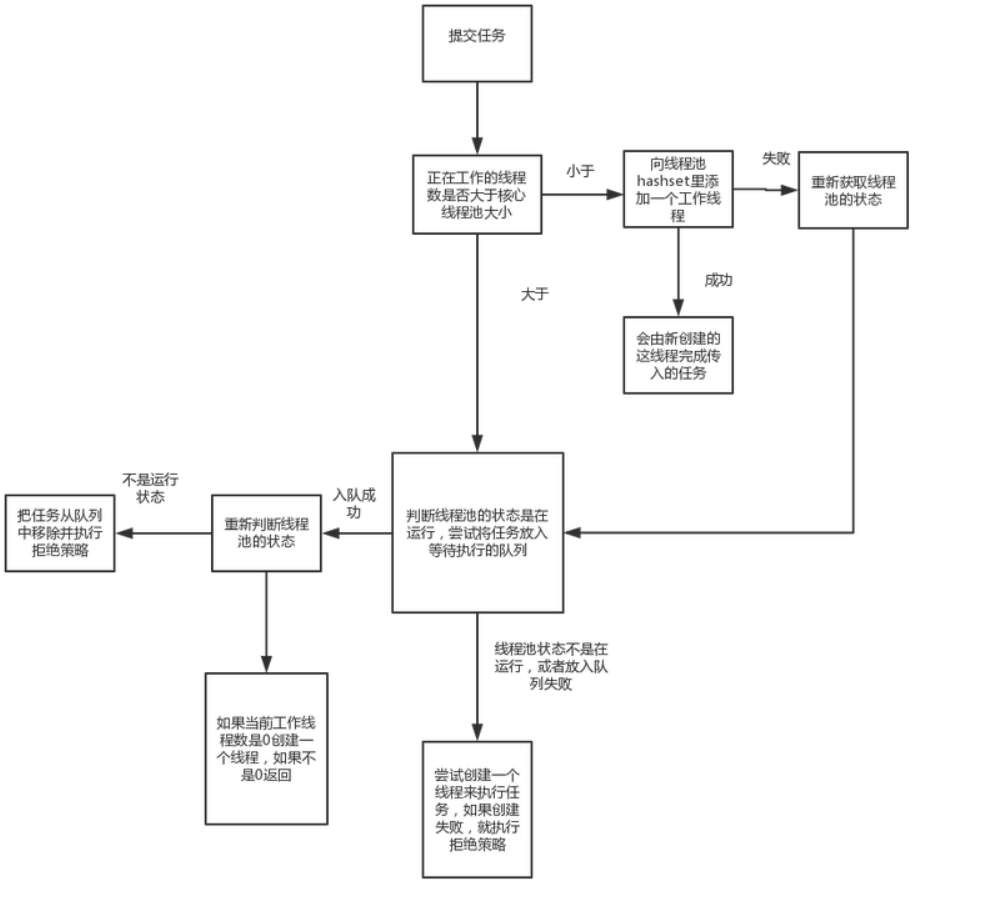 提交任务
正在工作的线程
数是否大于核心
线程池大小
小于
向线程池
hashset里添
加一个工作线
程
失败
重新获取线程
池的状态
成功
大于
会由新创建的
这线程完成传
入的任务
不是运行
状态
把任务从队列
中移除并执行
拒绝策略
重新判断线程
池的状态
入队成
功
判断线程池的状态是在
运行，尝试将任务放入
等待执行的队列
线程池状态不是在
运行，或者放入队
列失败
如果当前工作线
程数是0创建一
个线程，如果不
是0返回
尝试创建一个
线程来执行任
务，如果创建
失败，就执行
拒绝策略